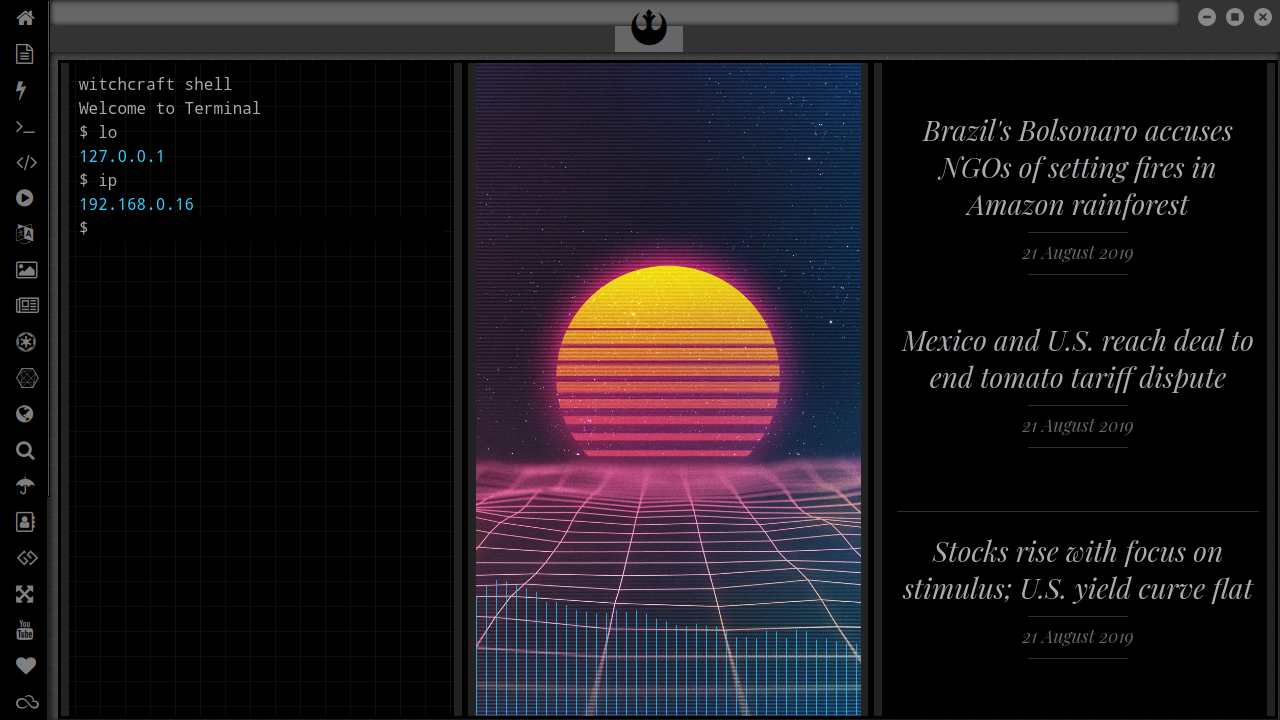 witchcraft shell
Welcome to Terminal
$ lo
127.0.0.1
$ ip
192.168.0.16
$
Brazil's Bolsonaro accuses
NGOs of setting fires in
Amazon rainforest
21 August 2019
Mexico and U.S. reach deal to
end tomato tariff dispute
21 August 2019
Stocks rise with focus on
stimulus; U.S. yield curve flat
21 August 2019
You
Tube